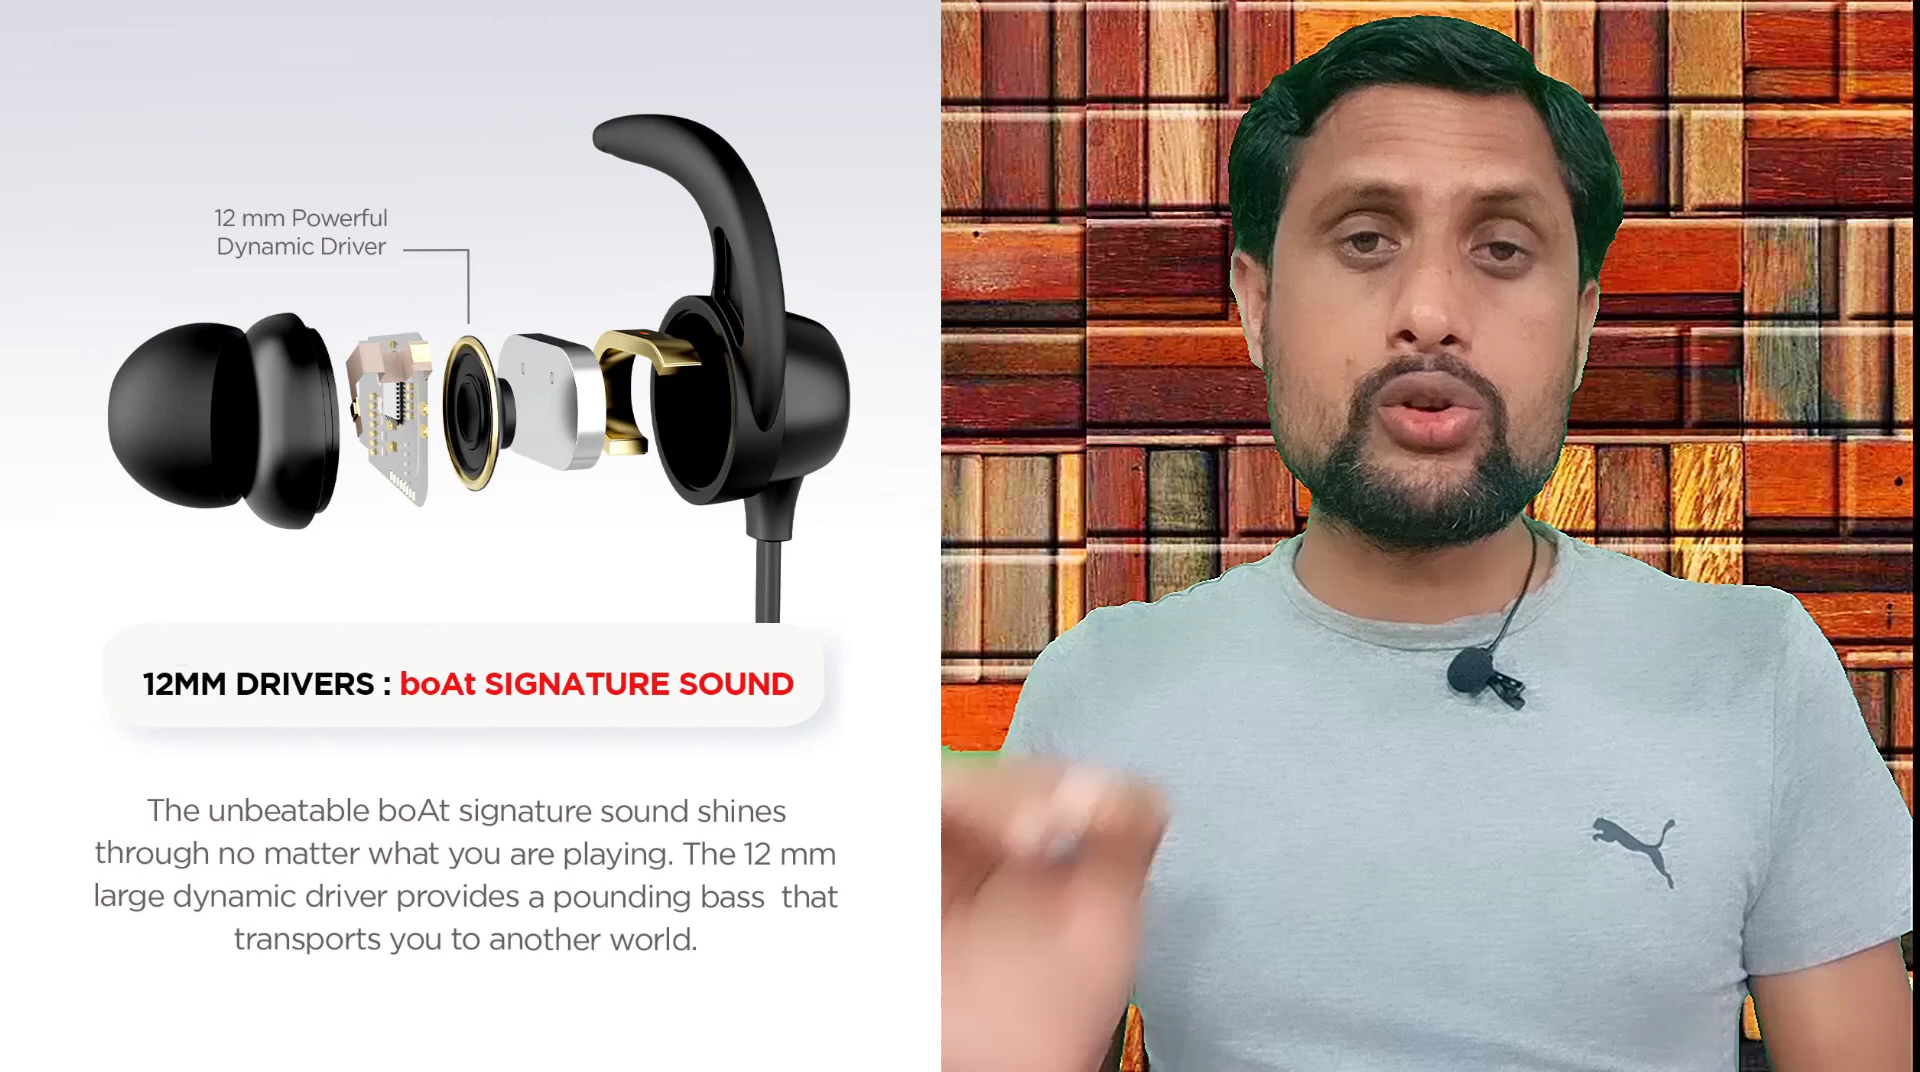 12 mm Powerful
Dynamic Driver
12MM DRIVERS : boAt SIGNATURE SOUND
The unbeatable boAt signature sound shines
through no matter what you are playing. The 12 mm
large dynamic driver provides a pounding bass that
transports you to another world.